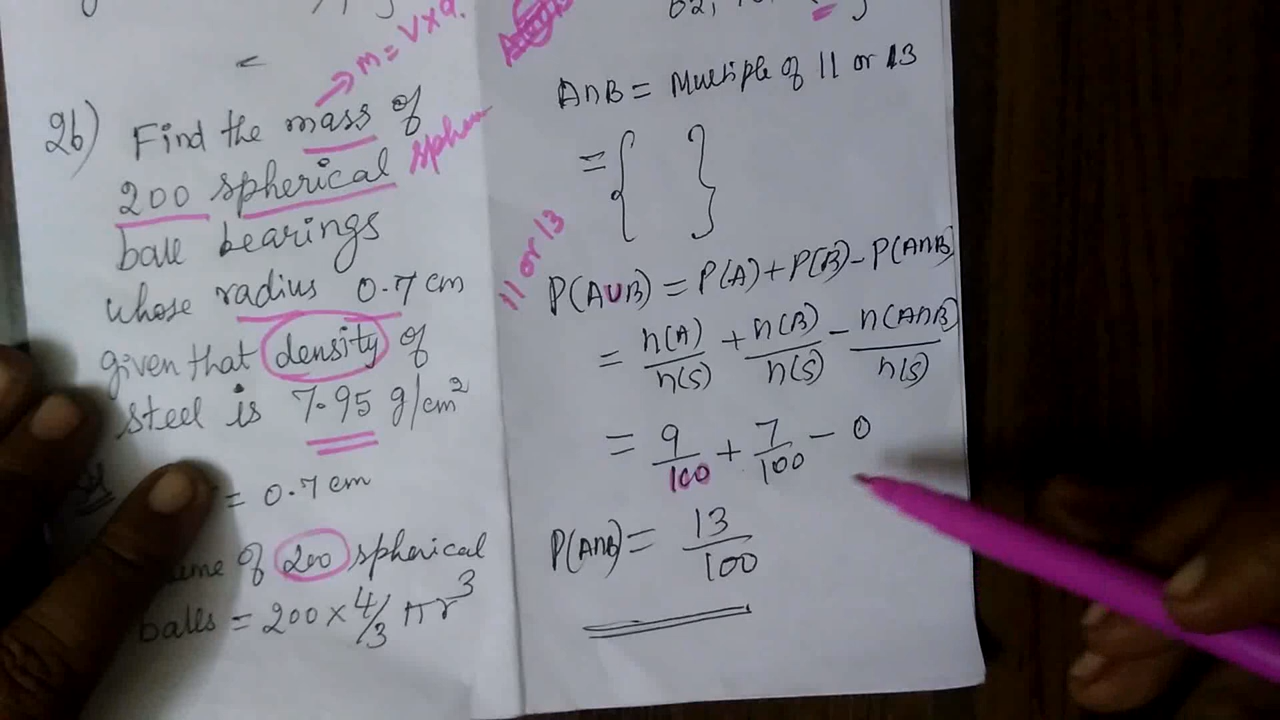 → m = V x d.
26) Find the mass of
200 spherical
ball bearings
whose radius 0.7 cm
given that density of
steel is 7.95 g/cm²
= 0.7 cm
of 200 spherical
balls = 200 x 4/3 πr³
A∩B = Multiple of 11 or 13
= { }
11 or 13
P(A∪B) = P(A) + P(B) - P(A∩B)
= n(A)/n(S) + n(B)/n(S) - n(A∩B)/n(S)
= 9/100 + 7/100 - 0
P(A∩B) = 13/100